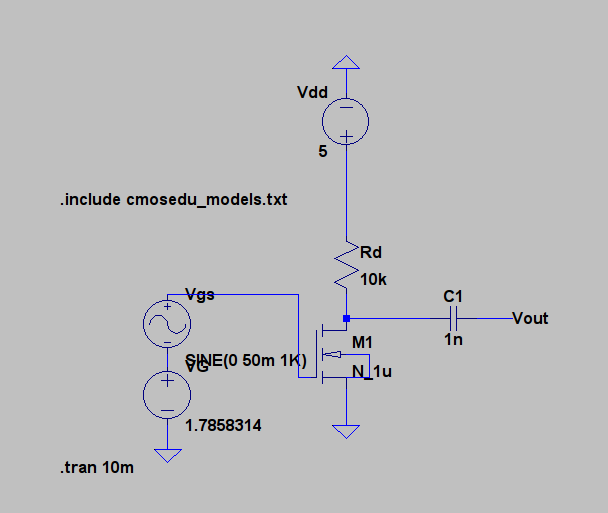 Vdd
5
.include cmosedu_models.txt
Rd
10k
Vgs
C1
1n
Vout
M1
N_1u
SINE(0 50m 1K)
VG
1.7858314
.tran 10m